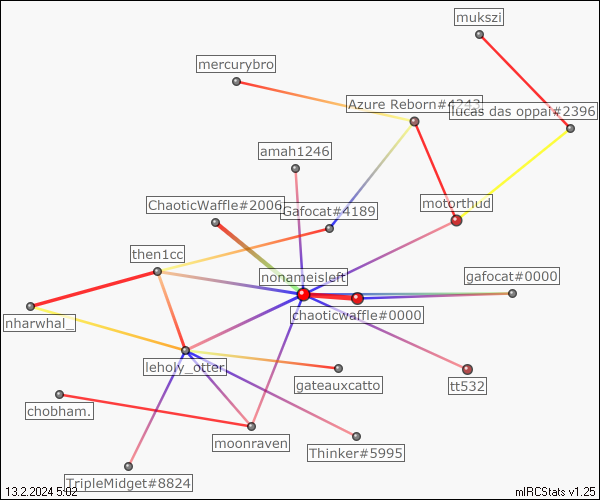 mukszi
mercurybro
Azure Reborn#4243
lucas das oppai#2396
amah1246
ChaoticWaffle#2006
Gafocat#4189
motorthud
then1cc
nonameisleft
gafocat#0000
nharwhal_
chaoticwaffle#0000
leholy_otter
gateauxcatto
tt532
chobham.
moonraven
Thinker#5995
TripleMidget#8824
13.2.2024 5:02
mIRCStats v1.25